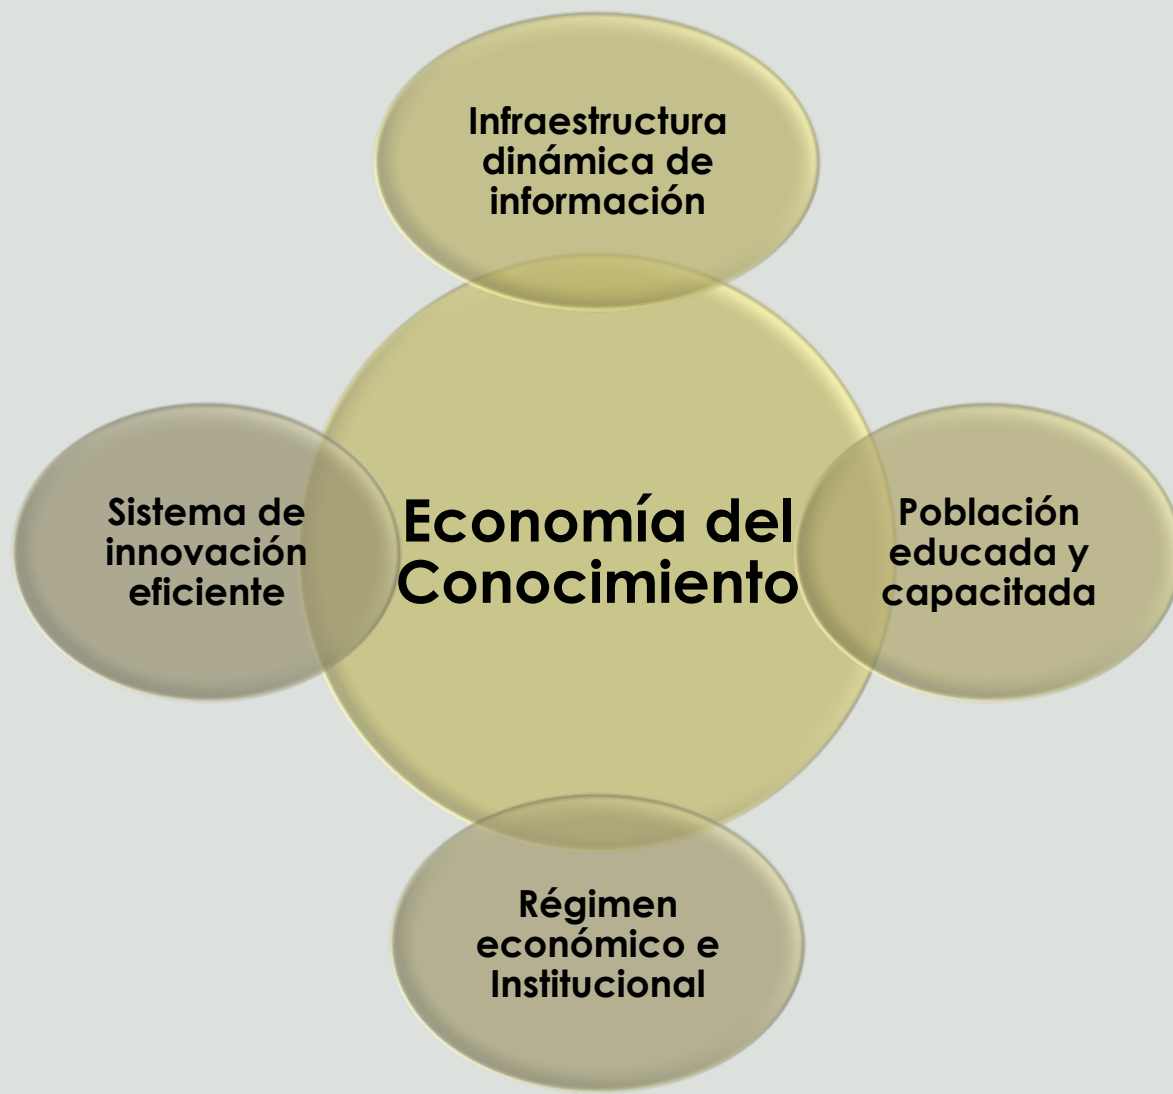 Infraestructura
dinámica de
información
Sistema de
innovación
eficiente
Economía del
Conocimiento
Población
educada y
capacitada
Régimen
económico e
Institucional